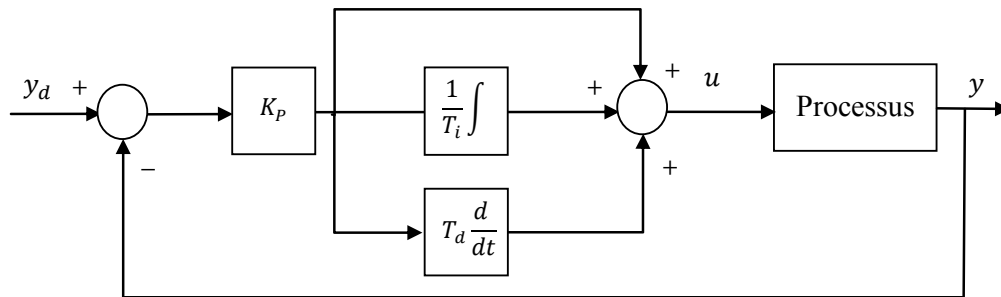 y_d +
−
K_P
1/T_i ∫
T_d d/dt
+
+
+
u
Processus
y